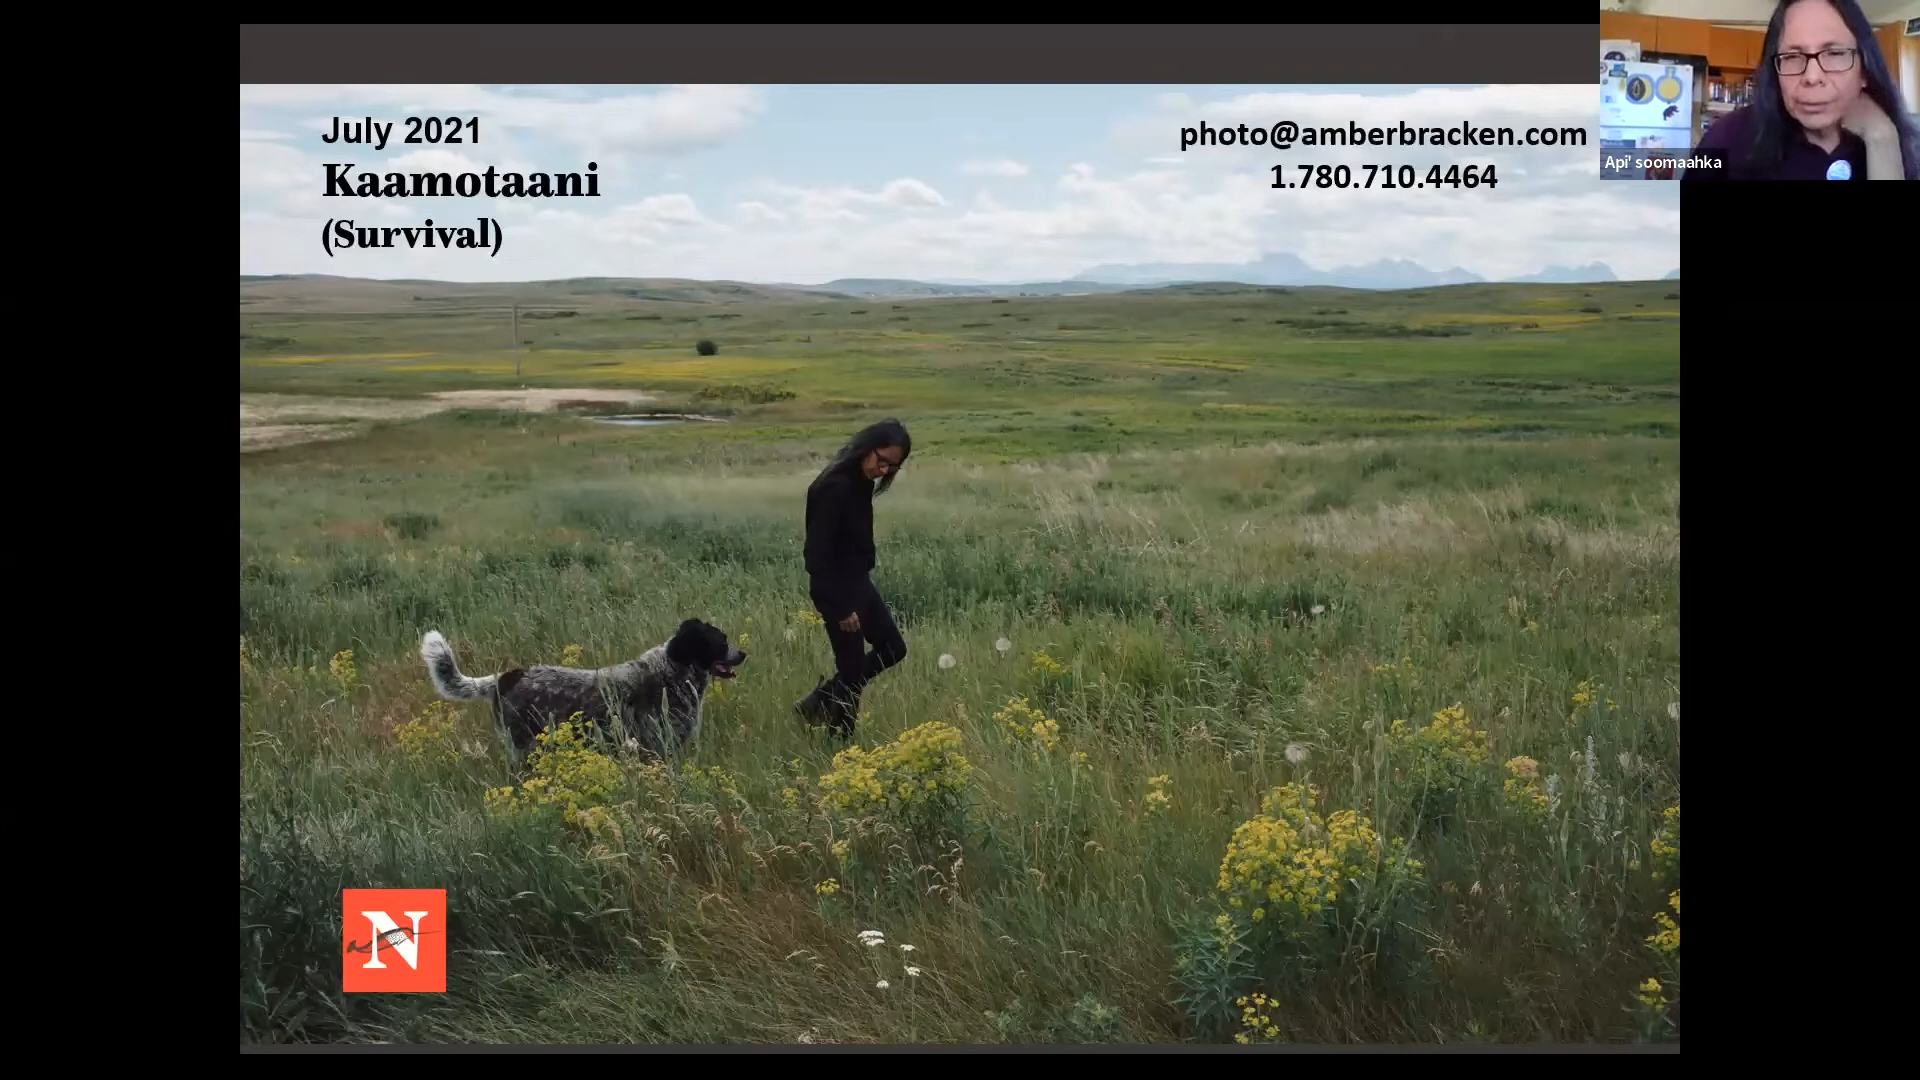 July 2021
Kaamotaani
(Survival)
photo@amberbracken.com
1.780.710.4464
Api' soomaahka
N